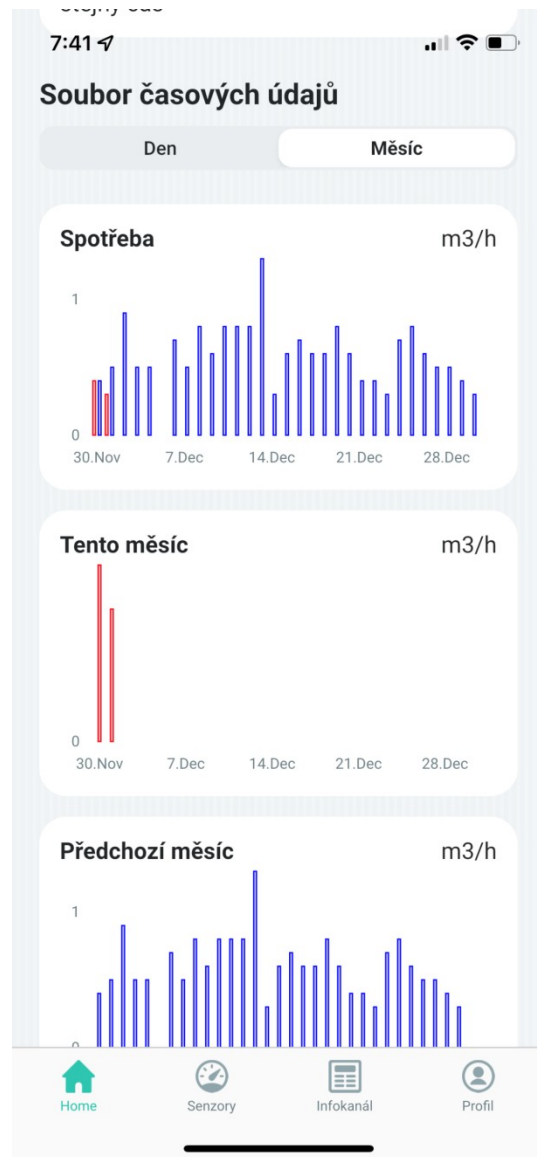 7:41
Soubor časových údajů
Den Měsíc
Spotřeba m3/h
1
0
30.Nov 7.Dec 14.Dec 21.Dec 28.Dec
Tento měsíc m3/h
0
30.Nov 7.Dec 14.Dec 21.Dec 28.Dec
Předchozí měsíc m3/h
1
Home Senzory Infokanál Profil